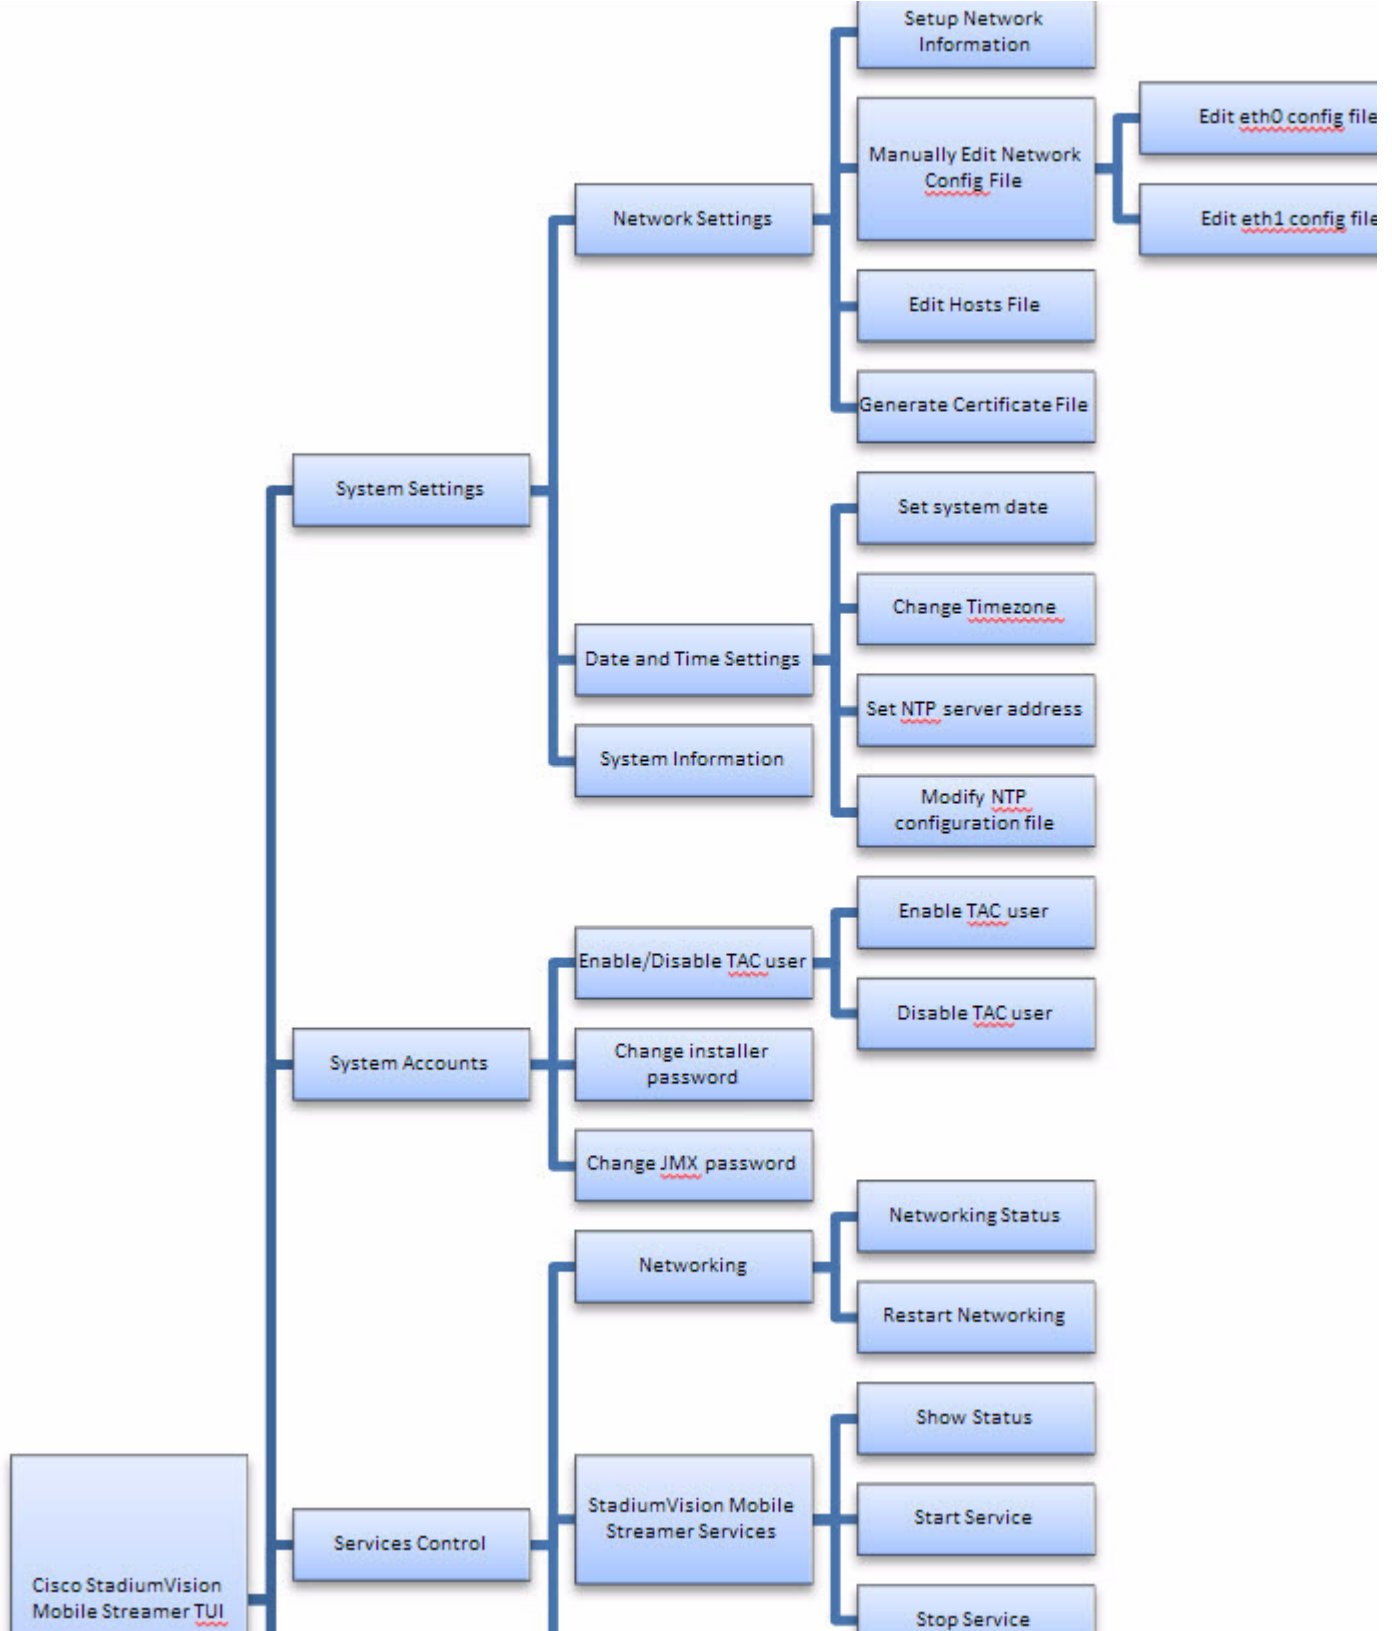 Setup Network
Information
Manually Edit Network
Config File
Edit eth0 config file
Edit eth1 config file
Network Settings
Edit Hosts File
Generate Certificate File
System Settings
Set system date
Change Timezone
Date and Time Settings
Set NTP server address
System Information
Modify NTP
configuration file
Enable TAC user
Enable/Disable TAC user
Disable TAC user
System Accounts
Change installer
password
Change JMX password
Networking Status
Networking
Restart Networking
Show Status
StadiumVision Mobile
Streamer Services
Start Service
Services Control
Cisco StadiumVision
Mobile Streamer TUI
Stop Service